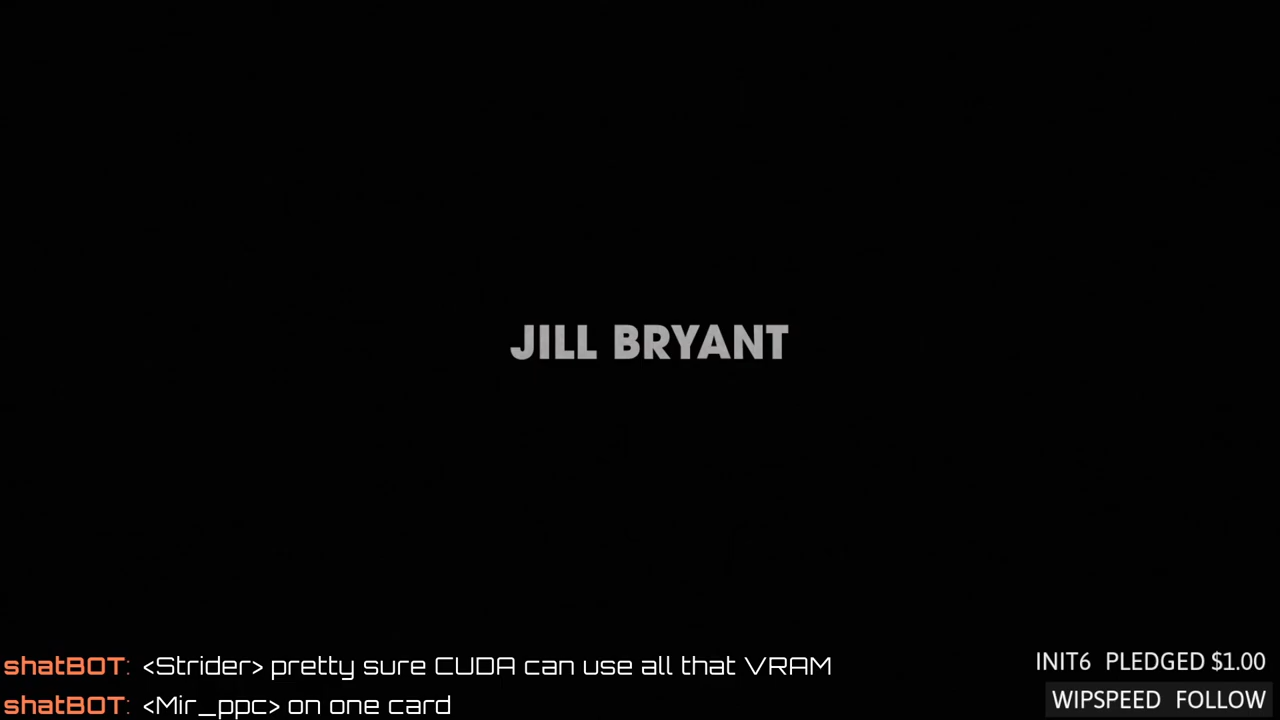 JILL BRYANT
shatBOT: <Strider> pretty sure CUDA can use all that VRAM
shatBOT: <Mir_ppc> on one card
INIT6 PLEDGED $1.00
WIPSPEED FOLLOW